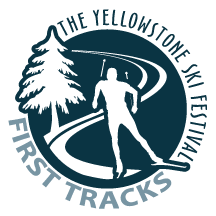 THE YELLOWSTONE SKI FESTIVAL
FIRST TRACKS